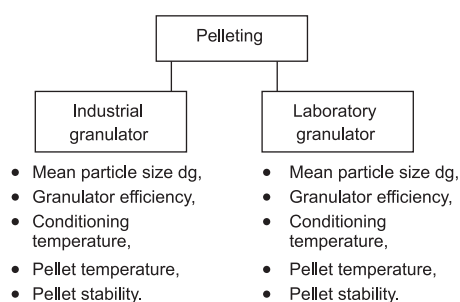 Pelleting
Industrial
granulator
• Mean particle size dg,
• Granulator efficiency,
• Conditioning
temperature,
• Pellet temperature,
• Pellet stability.
Laboratory
granulator
• Mean particle size dg,
• Granulator efficiency,
• Conditioning
temperature,
• Pellet temperature,
• Pellet stability.